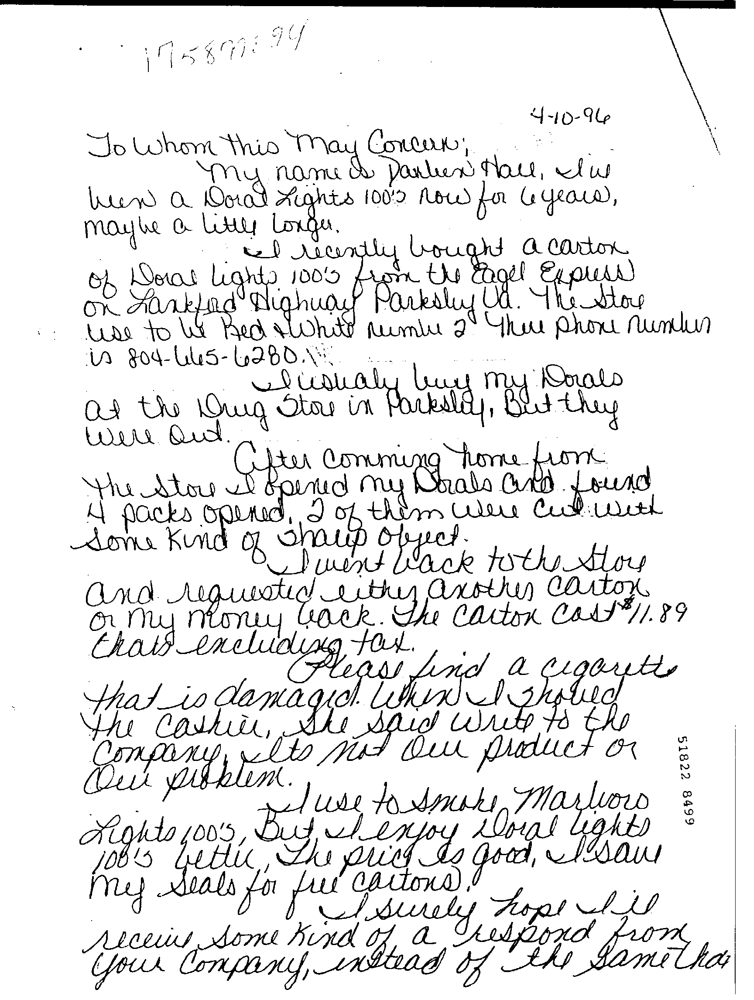 4-10-96
To Whom this May Concern;
My name is Darlien Hall, I've
been a Doral Lights 100's now for 6 years,
maybe a little longer.
I recently bought a carton
of Doral lights 100's from the Eagel Express
on Lankford Highway Parksley Va. The Store
use to be Red & White number 2 There phone number
is 804-665-6280.
I usualy buy my Dorals
at the Drug Store in Parksley, But they
were Out.
After comming home from
the Store I opened my Dorals and found
4 packs opened, 2 of them were cut with
some kind of sharp object.
I went back to the Store
and requested either another carton
or my money back. The carton cost $11.89
thats excluding tax.
Please find a cigarette
that is damaged. When I showed
the cashier, She said write to the
Company, Its not Our product or
Our problem.
I use to smoke Marlboro
Lights 100's, But I enjoy Doral lights
100's better, The price is good, I save
my seals for free cartons.
I surely hope I'll
receive some kind of a respond from
your Company, instead of the same that
51822 8499